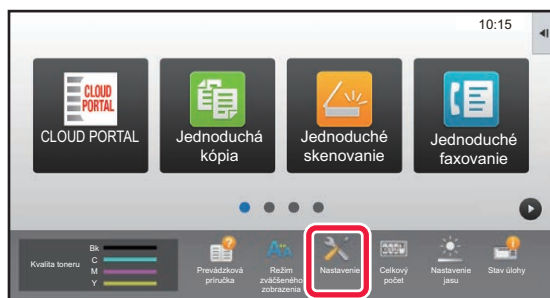 10:15
CLOUD
PORTAL
CLOUD PORTAL
Jednoduchá
kópia
Jednoduché
skenovanie
Jednoduché
faxovanie
Kvalita toneru
Bk
C
M
Y
Prevádzková
príručka
Režim
zväčšeného
zobrazenia
Nastavenie
Celkový
počet
Nastavenie
jasu
Stav úlohy